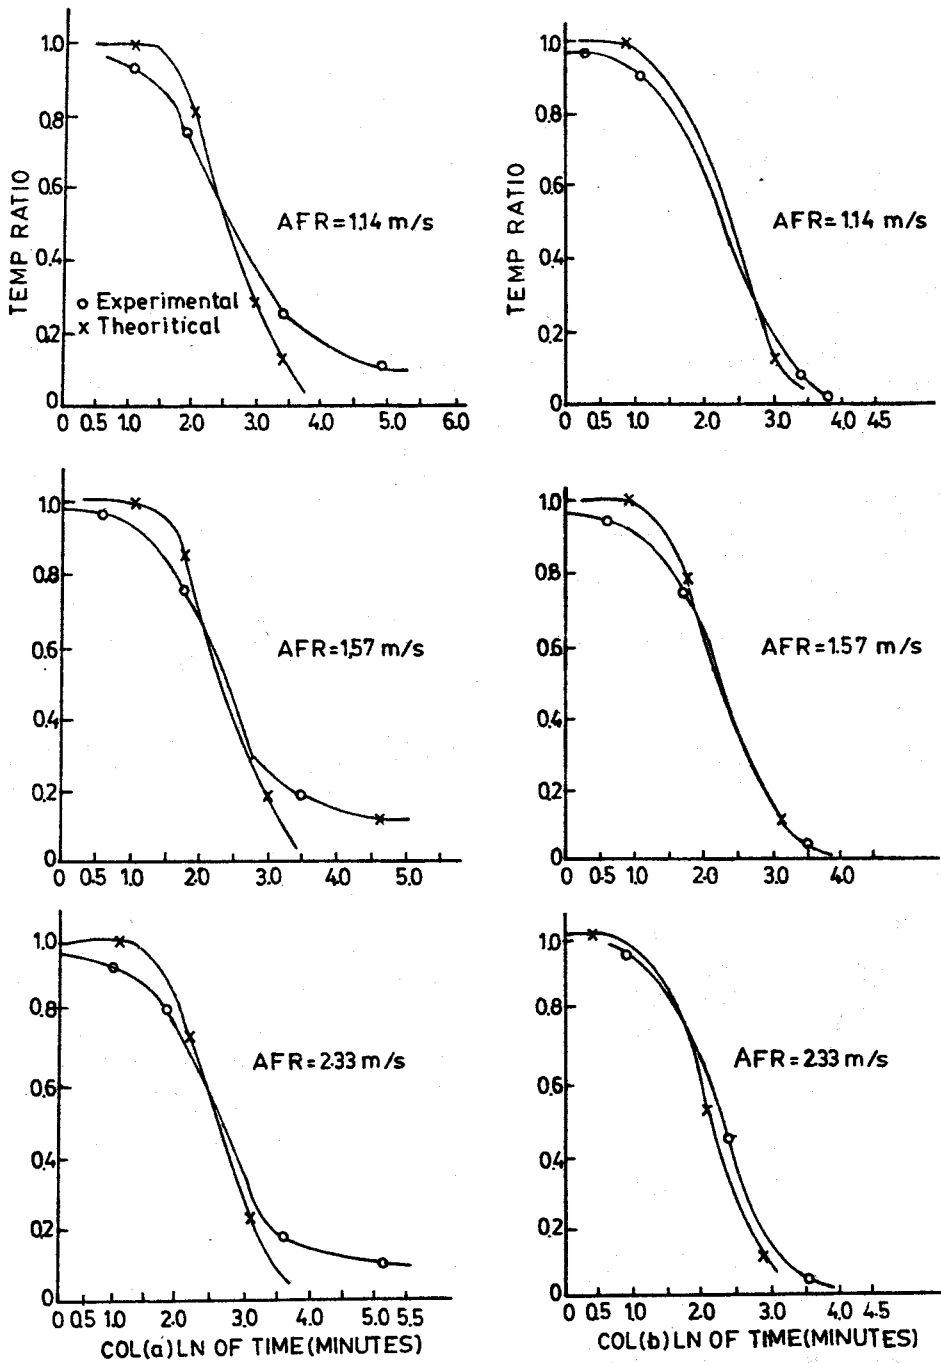 1.0
0.8
0.6
0.4
0.2
0
TEMP RATIO
AFR=1.14 m/s
o Experimental
x Theoritical
0 0.5 1.0 2.0 3.0 4.0 5.0 6.0
1.0
0.8
0.6
0.4
0.2
0
TEMP RATIO
AFR=1.14 m/s
0 0.5 1.0 2.0 3.0 4.0 4.5
1.0
0.8
0.6
0.4
0.2
0
AFR=1,57 m/s
0 0.5 1.0 2.0 3.0 4.0 5.0
1.0
0.8
0.6
0.4
0.2
0
AFR=1.57 m/s
0 0.5 1.0 2.0 3.0 4.0
1.0
0.8
0.6
0.4
0.2
0
AFR=2.33 m/s
0 0.5 1.0 2.0 3.0 4.0 5.0 5.5
COL(a)LN OF TIME(MINUTES)
1.0
0.8
0.6
0.4
0.2
0
AFR=233 m/s
0 1.0 2.0 3.0 4.0 4.5
COL(b)LN OF TIME(MINUTES)